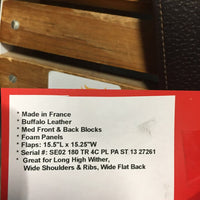 * Made in France
* Buffalo Leather
* Med Front & Back Blocks
* Foam Panels
* Flaps: 15.5"L x 15.25"W
* Serial #: SE02 180 TR 4C PL PA ST 13 27261
* Great for Long High Wither,
Wide Shoulders & Ribs, Wide Flat Back